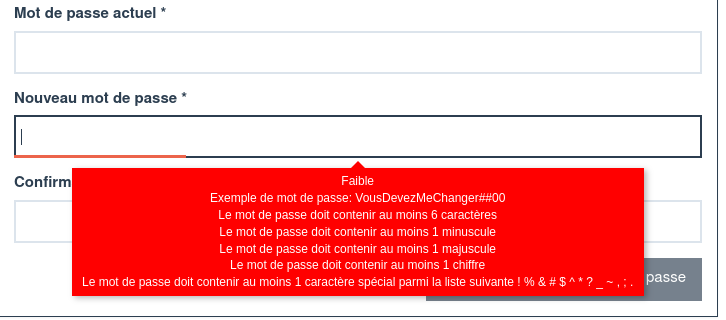 Mot de passe actuel *
Nouveau mot de passe *
Confirm
Faible
Exemple de mot de passe: VousDevezMeChanger##00
Le mot de passe doit contenir au moins 6 caractères
Le mot de passe doit contenir au moins 1 minuscule
Le mot de passe doit contenir au moins 1 majuscule
Le mot de passe doit contenir au moins 1 chiffre
passe
Le mot de passe doit contenir au moins 1 caractère spécial parmi la liste suivante ! % & # $ ^ * ? _ ~ , ; .